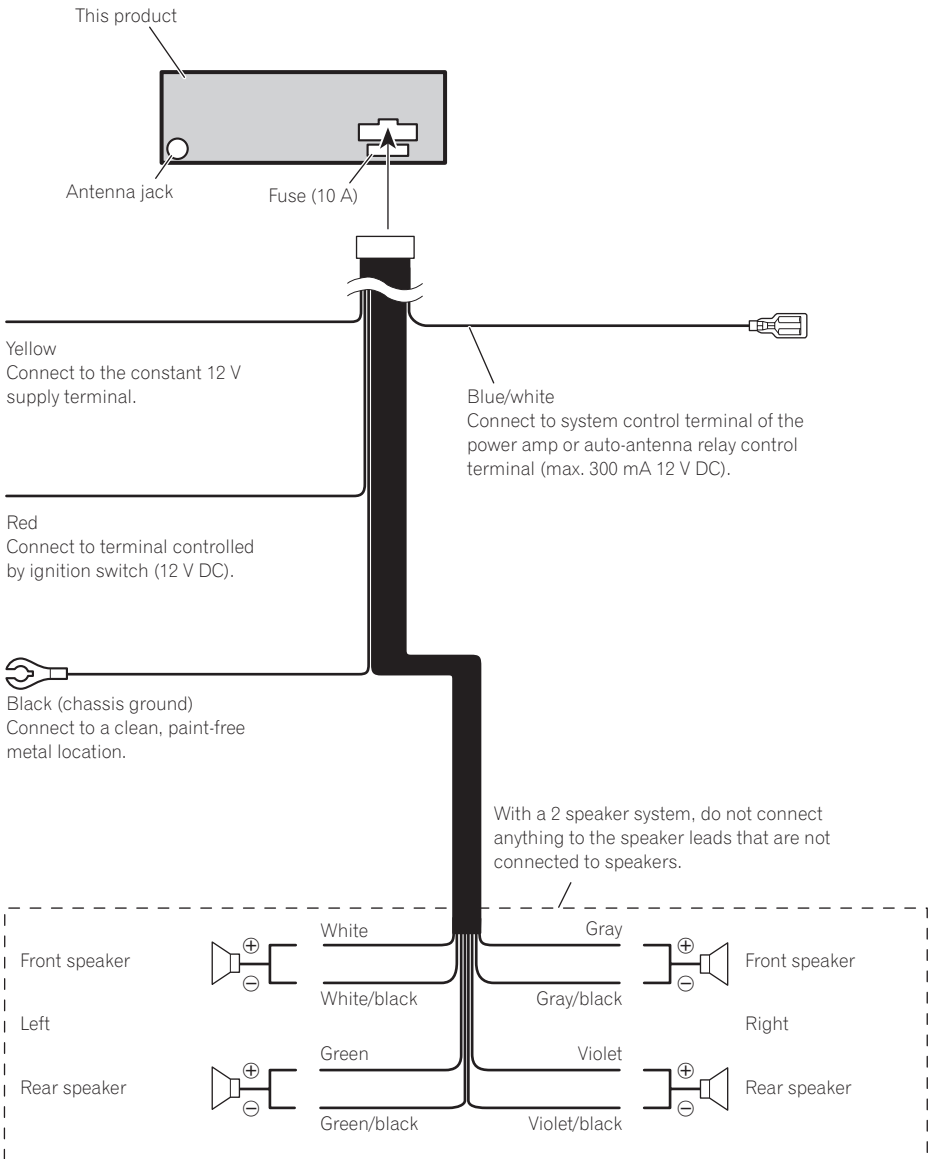 This product
Antenna jack
Fuse (10 A)
Yellow
Connect to the constant 12 V
supply terminal.
Blue/white
Connect to system control terminal of the
power amp or auto-antenna relay control
terminal (max. 300 mA 12 V DC).
Red
Connect to terminal controlled
by ignition switch (12 V DC).
Black (chassis ground)
Connect to a clean, paint-free
metal location.
With a 2 speaker system, do not connect
anything to the speaker leads that are not
connected to speakers.
White
Gray
Front speaker
⊕
⊖
⊕
⊖
Front speaker
White/black
Gray/black
Left
Right
Green
Violet
Rear speaker
⊕
⊖
⊕
⊖
Rear speaker
Green/black
Violet/black